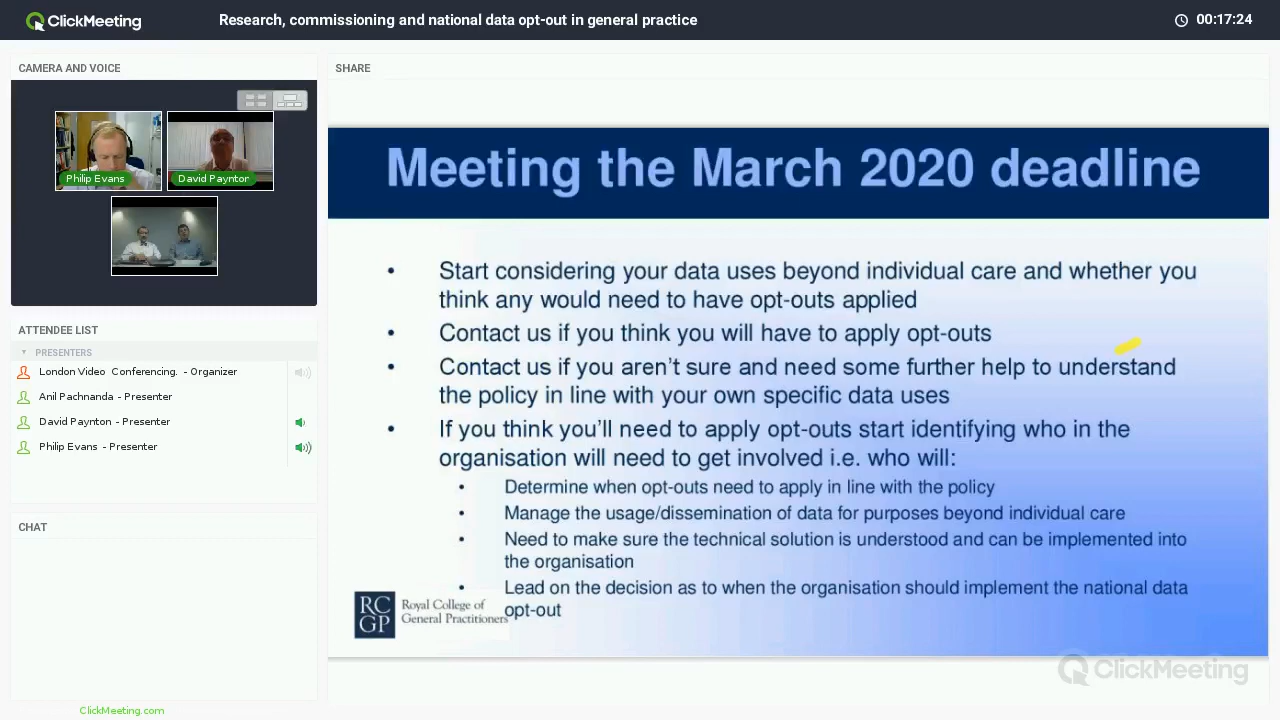 ClickMeeting
Research, commissioning and national data opt-out in general practice
00:17:24
CAMERA AND VOICE
Philip Evans
David Payntor
ATTENDEE LIST
PRESENTERS
London Video Conferencing. - Organizer
Anil Pachnanda - Presenter
David Paynton - Presenter
Philip Evans - Presenter
CHAT
ClickMeeting.com
SHARE
Meeting the March 2020 deadline
• Start considering your data uses beyond individual care and whether you
think any would need to have opt-outs applied
• Contact us if you think you will have to apply opt-outs
• Contact us if you aren't sure and need some further help to understand
the policy in line with your own specific data uses
• If you think you'll need to apply opt-outs start identifying who in the
organisation will need to get involved i.e. who will:
• Determine when opt-outs need to apply in line with the policy
• Manage the usage/dissemination of data for purposes beyond individual care
• Need to make sure the technical solution is understood and can be implemented into
the organisation
• Lead on the decision as to when the organisation should implement the national data
opt-out
RC
GP
Royal College of
General Practitioners
ClickMeeting